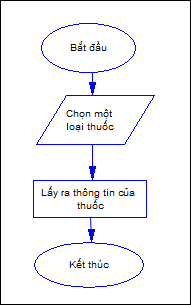 Bắt đầu
Chọn một
loại thuốc
Lấy ra thông tin của
thuốc
Kết thúc